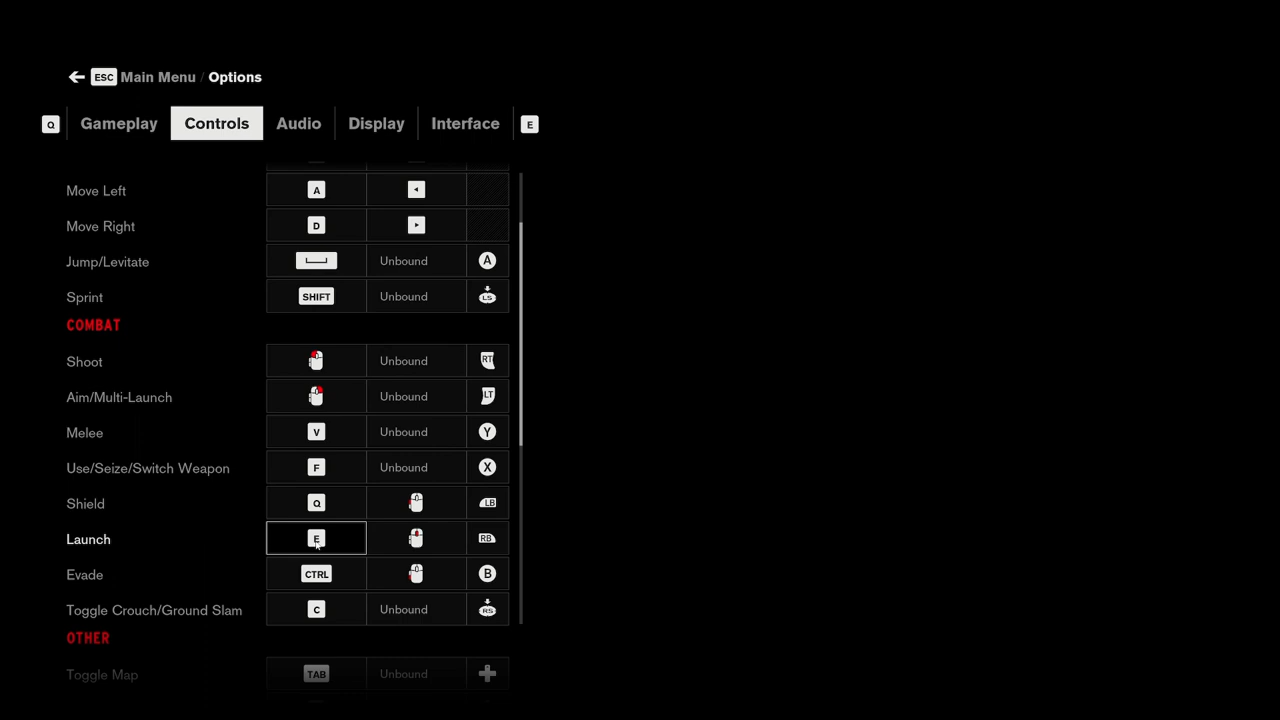 ESC Main Menu / Options
Q Gameplay Controls Audio Display Interface E
Move Left A
Move Right D
Jump/Levitate Unbound A
Sprint SHIFT Unbound LS
COMBAT
Shoot Unbound RT
Aim/Multi-Launch Unbound LT
Melee V Unbound Y
Use/Seize/Switch Weapon F Unbound X
Shield Q LB
Launch E RB
Evade CTRL B
Toggle Crouch/Ground Slam C Unbound RS
OTHER
Toggle Map TAB Unbound